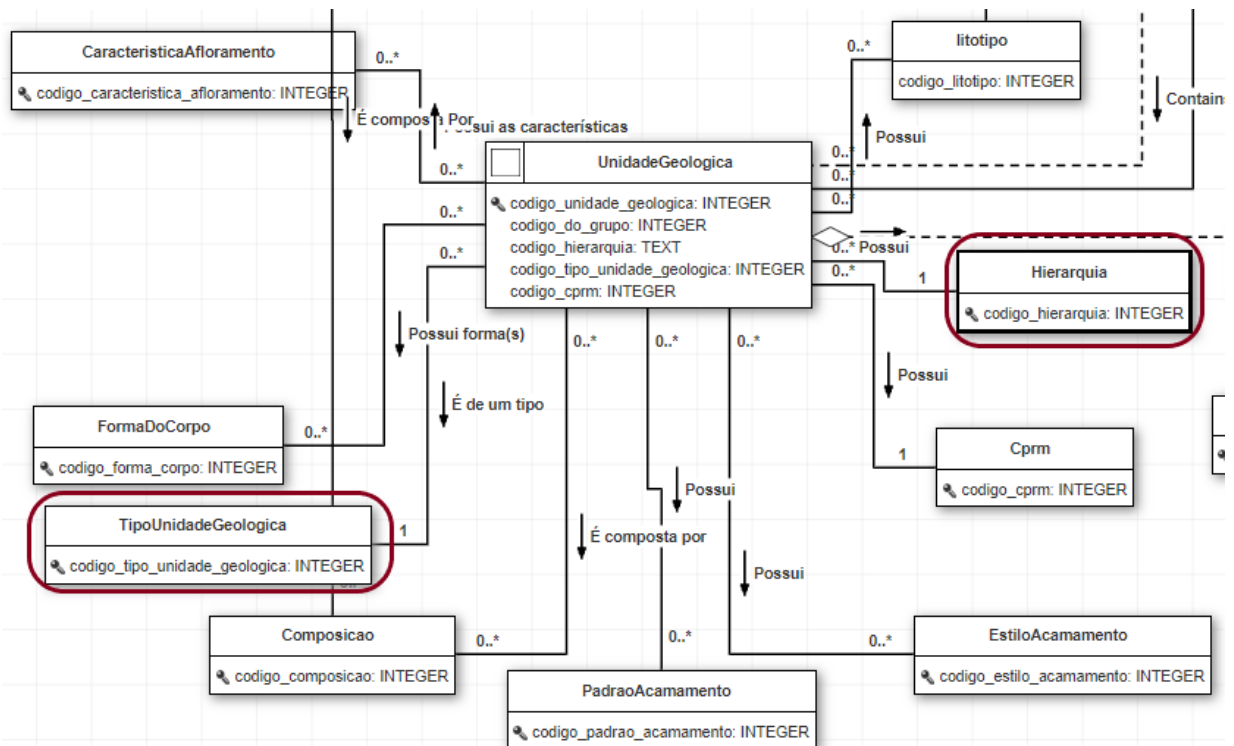 CaracteristicaAfloramento
codigo_caracteristica_afloramento: INTEGER
0..*
É composta Por
Possui as características
0..*
litotipo
codigo_litotipo: INTEGER
0..*
Possui
Contains
UnidadeGeologica
codigo_unidade_geologica: INTEGER
codigo_do_grupo: INTEGER
codigo_hierarquia: TEXT
codigo_tipo_unidade_geologica: INTEGER
codigo_cprm: INTEGER
0..*
0..*
0..*
0..*
0..*
0..*
Possui
0..*
1
Hierarquia
codigo_hierarquia: INTEGER
Possui forma(s)
É de um tipo
0..*
0..*
0..*
Possui
FormaDoCorpo
codigo_forma_corpo: INTEGER
0..*
1
Cprm
codigo_cprm: INTEGER
TipoUnidadeGeologica
codigo_tipo_unidade_geologica: INTEGER
1
Possui
É composta por
Possui
Composicao
codigo_composicao: INTEGER
0..*
0..*
PadraoAcamamento
codigo_padrao_acamamento: INTEGER
0..*
EstiloAcamamento
codigo_estilo_acamamento: INTEGER